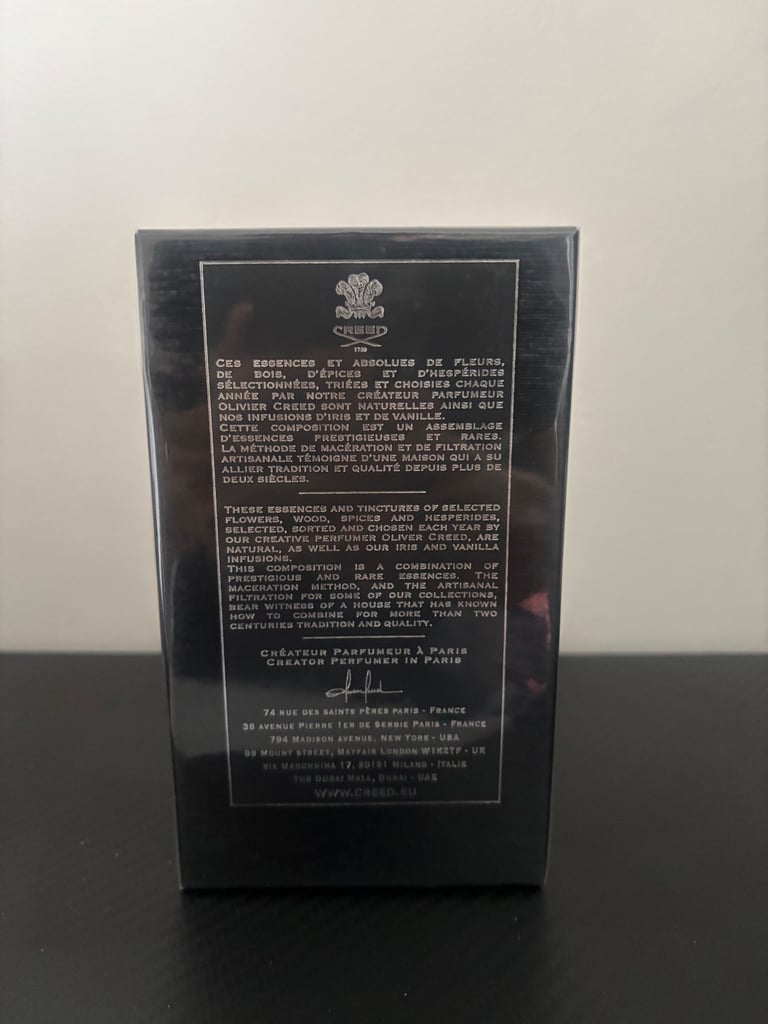 CREED
1760
CES ESSENCES ET ABSOLUES DE FLEURS,
DE BOIS, D'ÉPICES ET D'HESPÉRIDES
SÉLECTIONNÉES, TRIÉES ET CHOISIES CHAQUE
ANNÉE PAR NOTRE CRÉATEUR PARFUMEUR
OLIVIER CREED SONT NATURELLES AINSI QUE
NOS INFUSIONS D'IRIS ET DE VANILLE.
CETTE COMPOSITION EST UN ASSEMBLAGE
D'ESSENCES PRESTIGIEUSES ET RARES.
LA MÉTHODE DE MACÉRATION ET DE FILTRATION
ARTISANALE TÉMOIGNE D'UNE MAISON QUI A SU
ALLIER TRADITION ET QUALITÉ DEPUIS PLUS DE
DEUX SIÈCLES.
THESE ESSENCES AND TINCTURES OF SELECTED
FLOWERS, WOOD, SPICES AND HESPERIDES,
SELECTED, SORTED AND CHOSEN EACH YEAR BY
OUR CREATIVE PERFUMER OLIVER CREED, ARE
NATURAL, AS WELL AS OUR IRIS AND VANILLA
INFUSIONS.
THIS COMPOSITION IS A COMBINATION OF
PRESTIGIOUS AND RARE ESSENCES. THE
MACERATION METHOD, AND THE ARTISANAL
FILTRATION FOR SOME OF OUR COLLECTIONS,
BEAR WITNESS OF A HOUSE THAT HAS KNOWN
HOW TO COMBINE FOR MORE THAN TWO
CENTURIES TRADITION AND QUALITY.
CRÉATEUR PARFUMEUR À PARIS
CREATOR PERFUMER IN PARIS
74 RUE DES SAINTS PÈRES PARIS - FRANCE
38 AVENUE PIERRE 1ER DE SERBIE PARIS - FRANCE
794 MADISON AVENUE, NEW YORK - USA
99 MOUNT STREET, MAYFAIR LONDON W1K2TF - UK
VIA MADONNINA 17, 20121 MILANO - ITALIE
THE DUBAI MALL, DUBAI - UAE
WWW.CREED.EU